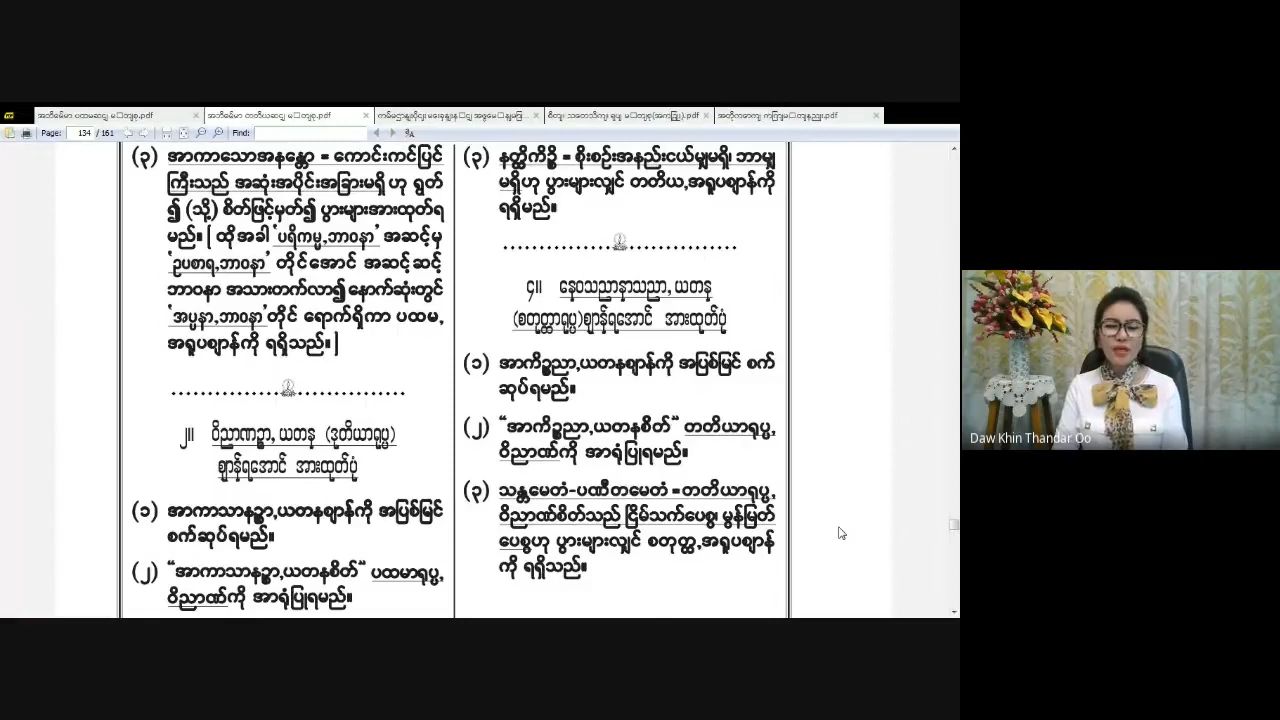 Page: 134 / 161 Find:
(၃) အာကာသောအနန္တော = ကောင်းကင်ပြင်
ကြီးသည် အဆုံးအပိုင်းအခြားမရှိ ဟု ရွတ်
၍ (သို့) စိတ်ဖြင့်မှတ်၍ ပွားများအားထုတ်ရ
မည်။ [ ထိုအခါ ‘ပရိကမ္မ,ဘာဝနာ’ အဆင့်မှ
‘ဥပစာရ,ဘာဝနာ’ တိုင်အောင် အဆင့်ဆင့်
ဘာဝနာ အသားတက်လာ၍ နောက်ဆုံးတွင်
‘အပ္ပနာ,ဘာဝနာ’တိုင် ရောက်ရှိကာ ပထမ,
အရူပဈာန်ကို ရရှိသည်။ ]
၂။ ဝိညာဏဉ္စာ, ယတန (ဒုတိယာရုပ္ပ)
ဈာန်ရအောင် အားထုတ်ပုံ
(၁) အာကာသာနဉ္စာ,ယတနဈာန်ကို အပြစ်မြင်
စက်ဆုပ်ရမည်။
(၂) “အာကာသာနဉ္စာ,ယတနစိတ်” ပထမာရုပ္ပ,
ဝိညာဏ်ကို အာရုံပြုရမည်။
(၃) နတ္ထိကိဉ္စိ = စိုးစဉ်းအနည်းငယ်မျှမရှိ၊ ဘာမျှ
မရှိဟု ပွားများလျှင် တတိယ,အရူပဈာန်ကို
ရရှိမည်။
၄။ နေဝသညာနာသညာ, ယတန
(စတုတ္ထာရုပ္ပ)ဈာန်ရအောင် အားထုတ်ပုံ
(၁) အာကိဉ္စညာ,ယတနဈာန်ကို အပြစ်မြင် စက်
ဆုပ်ရမည်။
(၂) “အာကိဉ္စညာ,ယတနစိတ်” တတိယာရုပ္ပ,
ဝိညာဏ်ကို အာရုံပြုရမည်။
(၃) သန္တမေတံ-ပဏီတမေတံ =တတိယာရုပ္ပ,
ဝိညာဏ်စိတ်သည် ငြိမ်သက်ပေစွ၊ မွန်မြတ်
ပေစွဟု ပွားများလျှင် စတုတ္ထ,အရူပဈာန်
ကို ရရှိသည်။
Daw Khin Thandar Oo